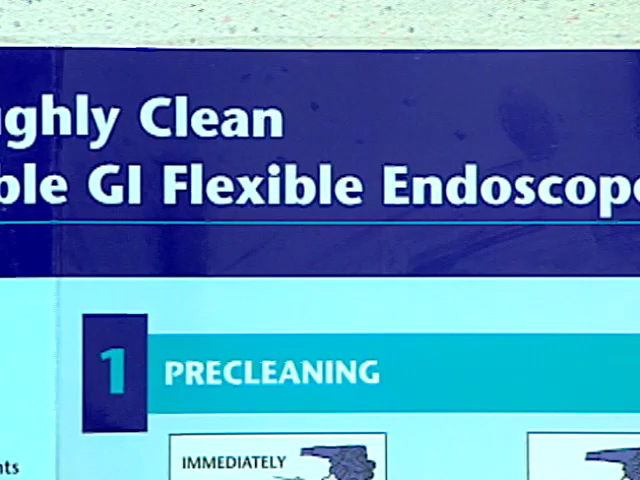 ghly Clean
ble GI Flexible Endoscope
1 PRECLEANING
IMMEDIATELY
nts